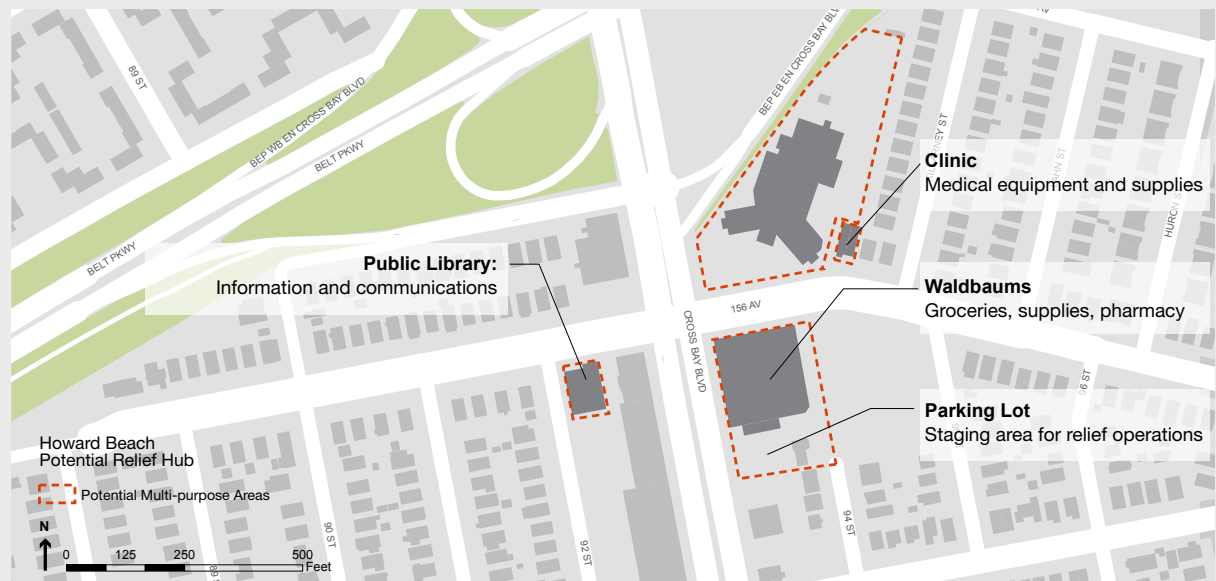 89 ST
BEP WB EN CROSS BAY BLVD
BELT PKWY
BELT PKWY
BEP EB EN CROSS BAY BLV
Clinic
Medical equipment and supplies
HURON S
Public Library:
Information and communications
156 AV
CROSS BAY BLVD
Waldbaums
Groceries, supplies, pharmacy
96 ST
Parking Lot
Staging area for relief operations
Howard Beach
Potential Relief Hub
Potential Multi-purpose Areas
N
0 125 250 500
Feet
89 S
90 ST
92 ST
94 ST